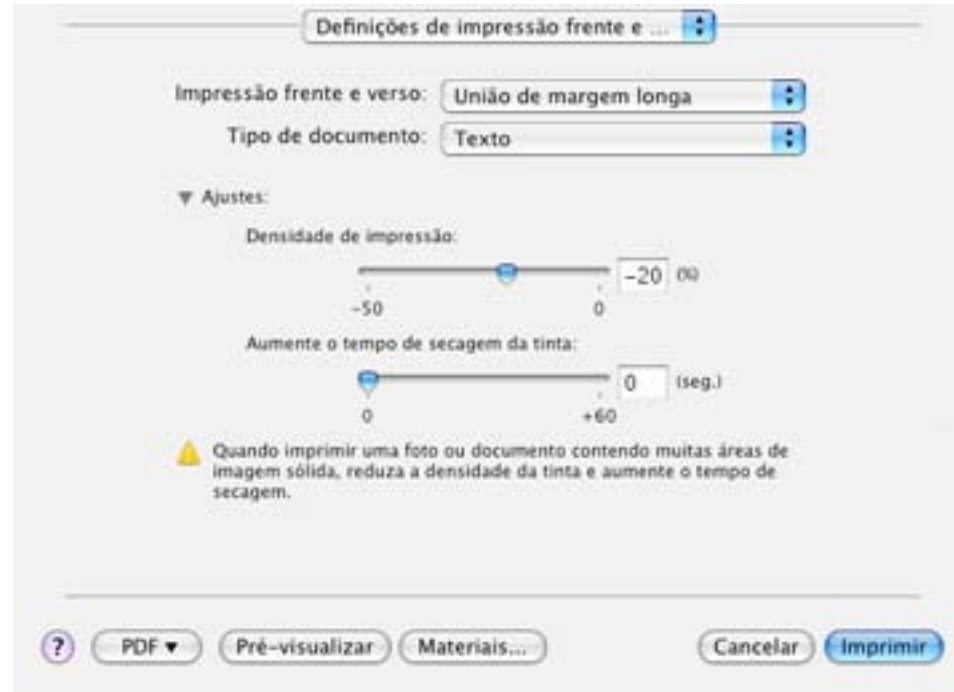 Definições de impressão frente e ...
Impressão frente e verso: União de margem longa
Tipo de documento: Texto
Ajustes:
Densidade de impressão:
-20 (%)
-50 0
Aumente o tempo de secagem da tinta:
0 (seg.)
0 +60
Quando imprimir uma foto ou documento contendo muitas áreas de
imagem sólida, reduza a densidade da tinta e aumente o tempo de
secagem.
? PDF ▼ Pré-visualizar Materiais... Cancelar Imprimir